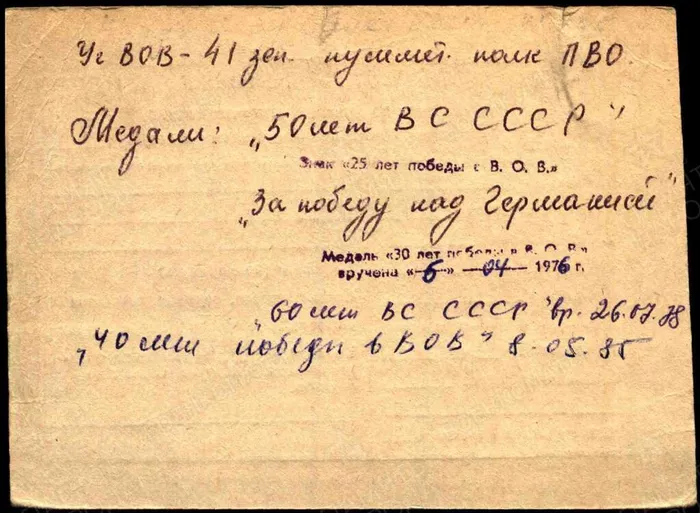 Уч ВОВ - 41 зен. пулемет. полк ПВО.
Медали: „50 лет ВС СССР"
Знак «25 лет победы в В. О. В.»
„За победу над Германией"
Медаль «30 лет победы в В. О. В.»
вручена «6» 04 1976 г.
„60 лет ВС СССР" вр. 26.07.78
„40 лет победы в ВОВ" 8.05.85